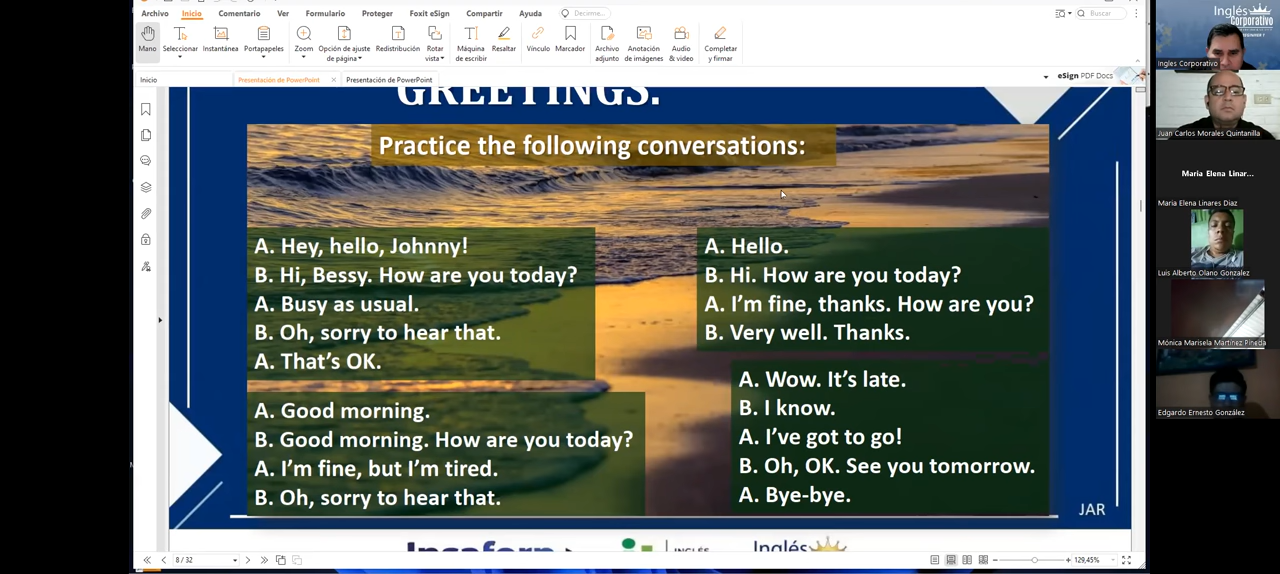 Archivo Inicio Comentario Ver Formulario Proteger Foxit eSign Compartir Ayuda Decirme... Buscar
Mano Seleccionar Instantánea Portapapeles Zoom Opción de ajuste de página Redistribución Rotar vista Máquina de escribir Resaltar Vínculo Marcador Archivo adjunto Anotación de imágenes Audio & video Completar y firmar
Inicio Presentación de PowerPoint Presentación de PowerPoint eSign PDF Docs
GREETINGS.
Practice the following conversations:
A. Hey, hello, Johnny!
B. Hi, Bessy. How are you today?
A. Busy as usual.
B. Oh, sorry to hear that.
A. That's OK.
A. Hello.
B. Hi. How are you today?
A. I'm fine, thanks. How are you?
B. Very well. Thanks.
A. Good morning.
B. Good morning. How are you today?
A. I'm fine, but I'm tired.
B. Oh, sorry to hear that.
A. Wow. It's late.
B. I know.
A. I've got to go!
B. Oh, OK. See you tomorrow.
A. Bye-bye.
JAR
INGLÉS
Inglés
8 / 32
129,45%
Inglés
Corporativo
Ingles Corporativo
Juan Carlos Morales Quintanilla
Maria Elena Linar...
Maria Elena Linares Diaz
Luis Alberto Olano Gonzalez
Mónica Marisela Martínez Pineda
Edgardo Ernesto González